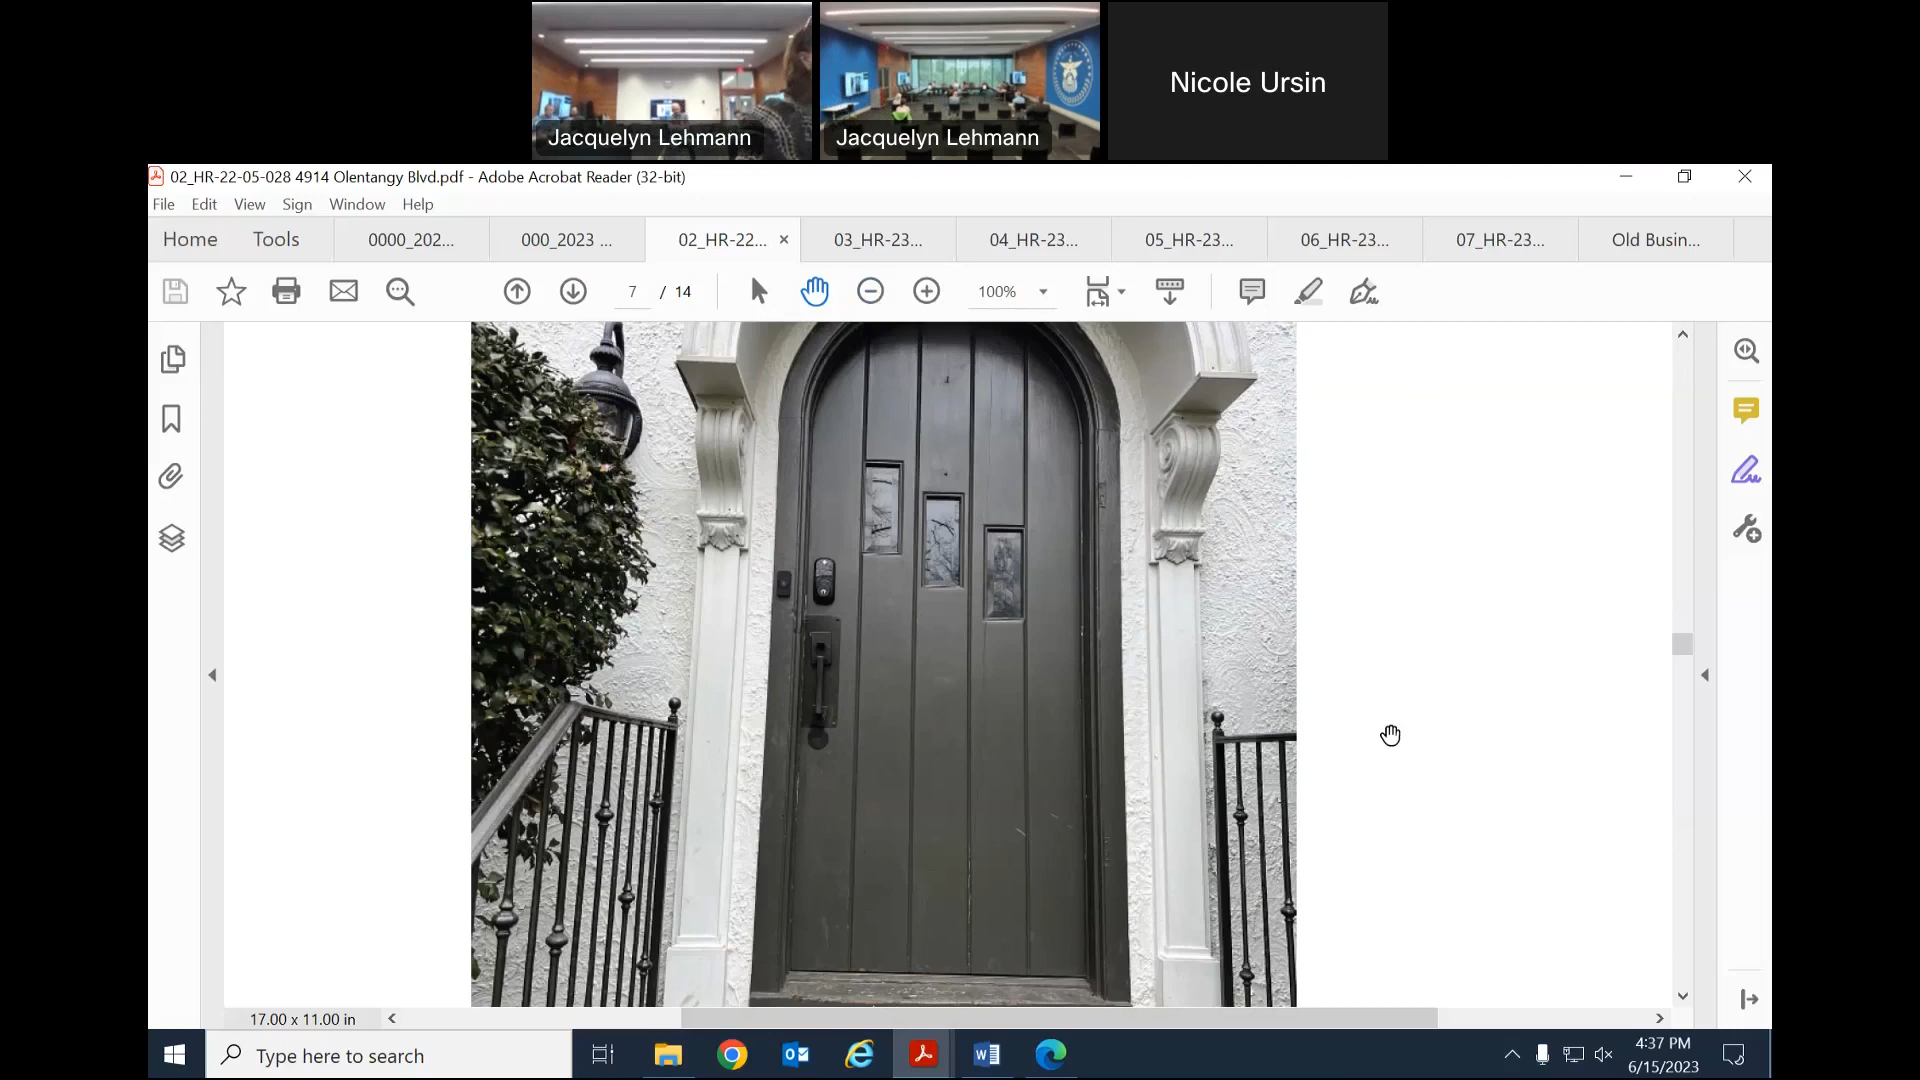 Jacquelyn Lehmann
Jacquelyn Lehmann
Nicole Ursin
02_HR-22-05-028 4914 Olentangy Blvd.pdf - Adobe Acrobat Reader (32-bit)
File Edit View Sign Window Help
Home Tools 0000_202... 000_2023 ... 02_HR-22... 03_HR-23... 04_HR-23... 05_HR-23... 06_HR-23... 07_HR-23... Old Busin...
7 / 14 100%
17.00 x 11.00 in
Type here to search
4:37 PM
6/15/2023